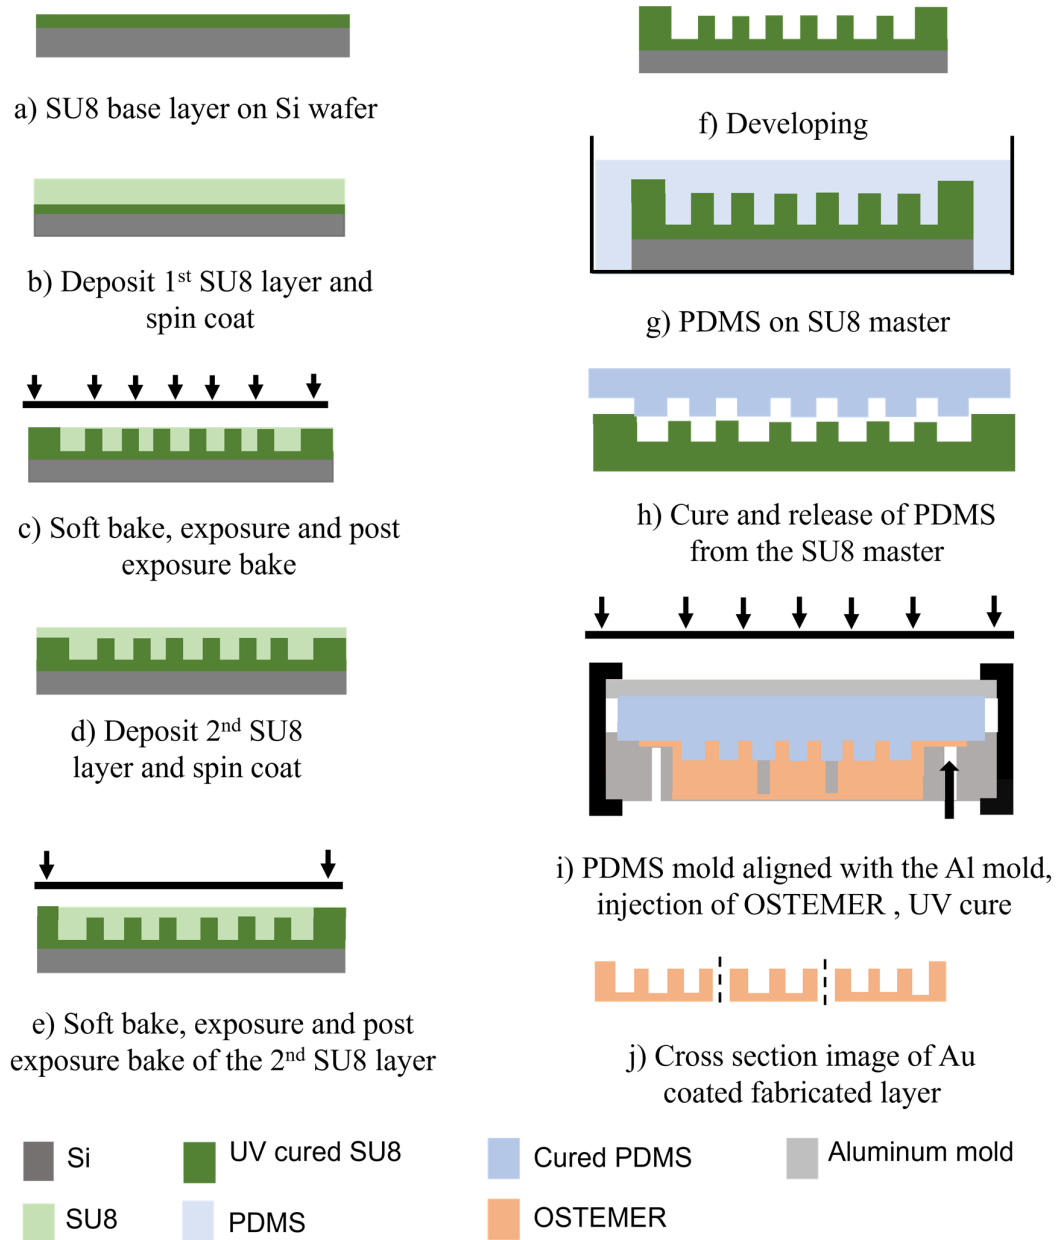 a) SU8 base layer on Si wafer
b) Deposit 1st SU8 layer and
spin coat
c) Soft bake, exposure and post
exposure bake
d) Deposit 2nd SU8
layer and spin coat
e) Soft bake, exposure and post
exposure bake of the 2nd SU8 layer
f) Developing
g) PDMS on SU8 master
h) Cure and release of PDMS
from the SU8 master
i) PDMS mold aligned with the Al mold,
injection of OSTEMER , UV cure
j) Cross section image of Au
coated fabricated layer
Si
UV cured SU8
Cured PDMS
Aluminum mold
SU8
PDMS
OSTEMER